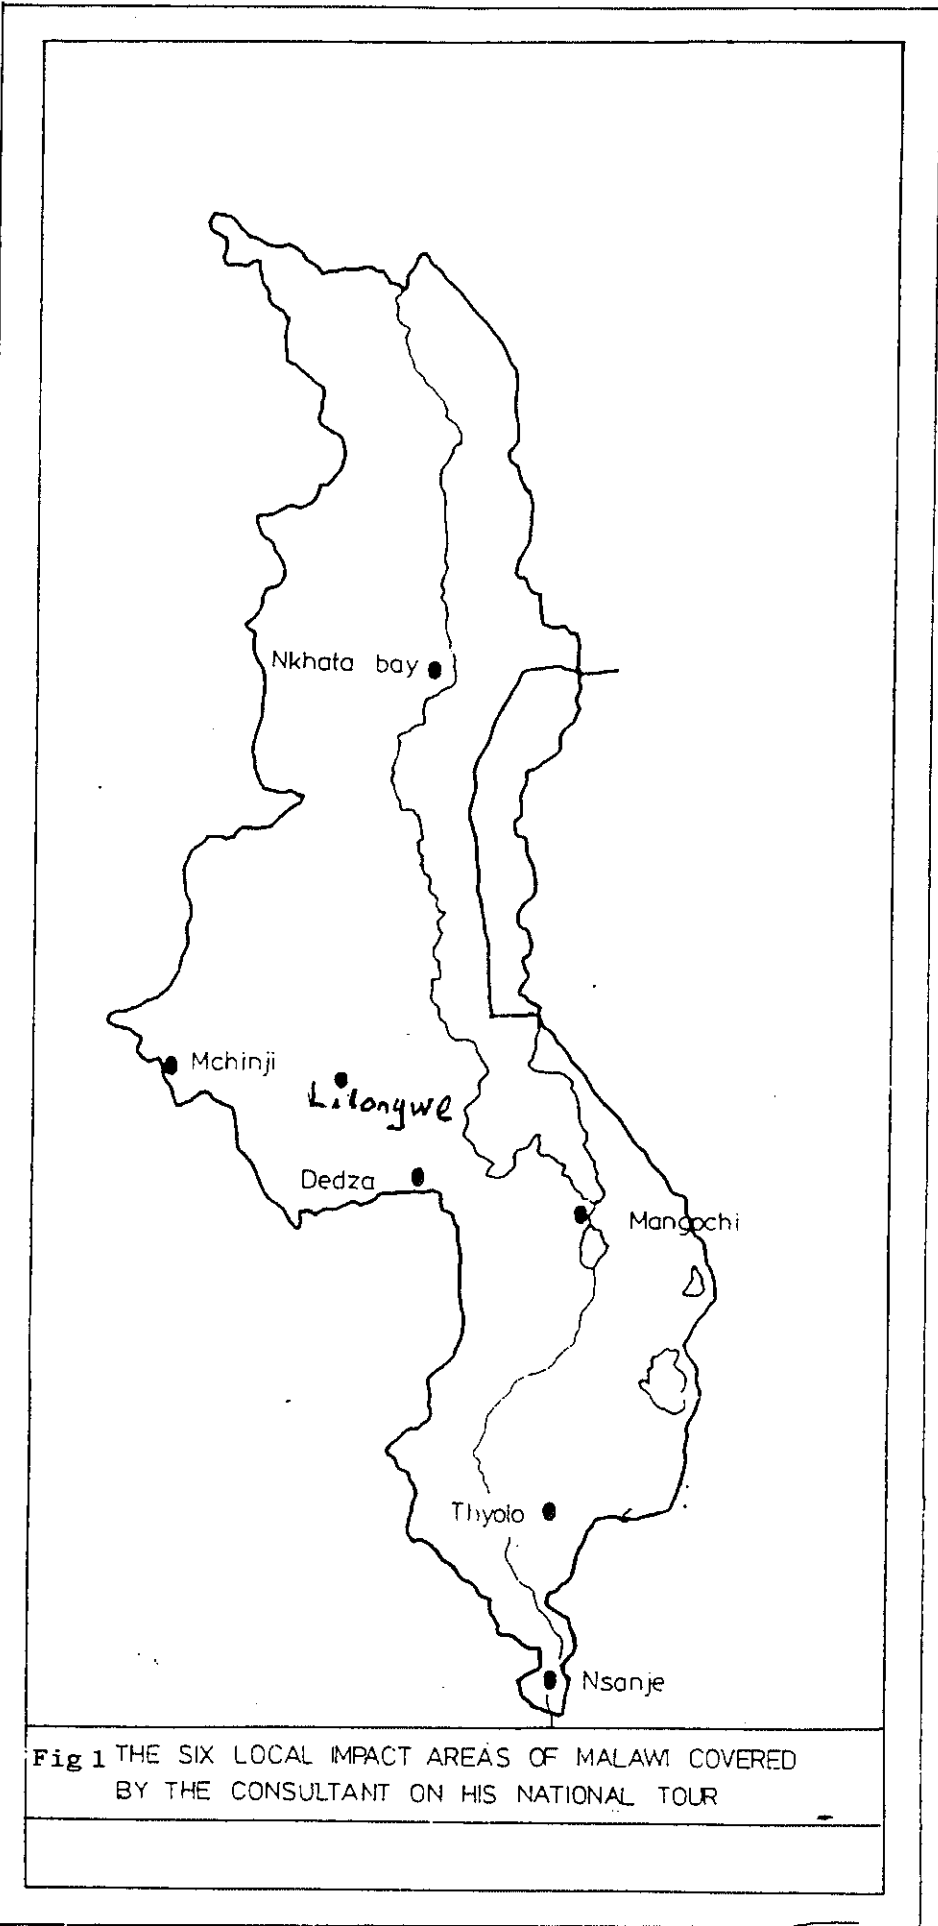 Nkhata bay
Mchinji
Lilongwe
Dedza
Mangochi
Thyolo
Nsanje
Fig 1 THE SIX LOCAL IMPACT AREAS OF MALAWI COVERED
BY THE CONSULTANT ON HIS NATIONAL TOUR